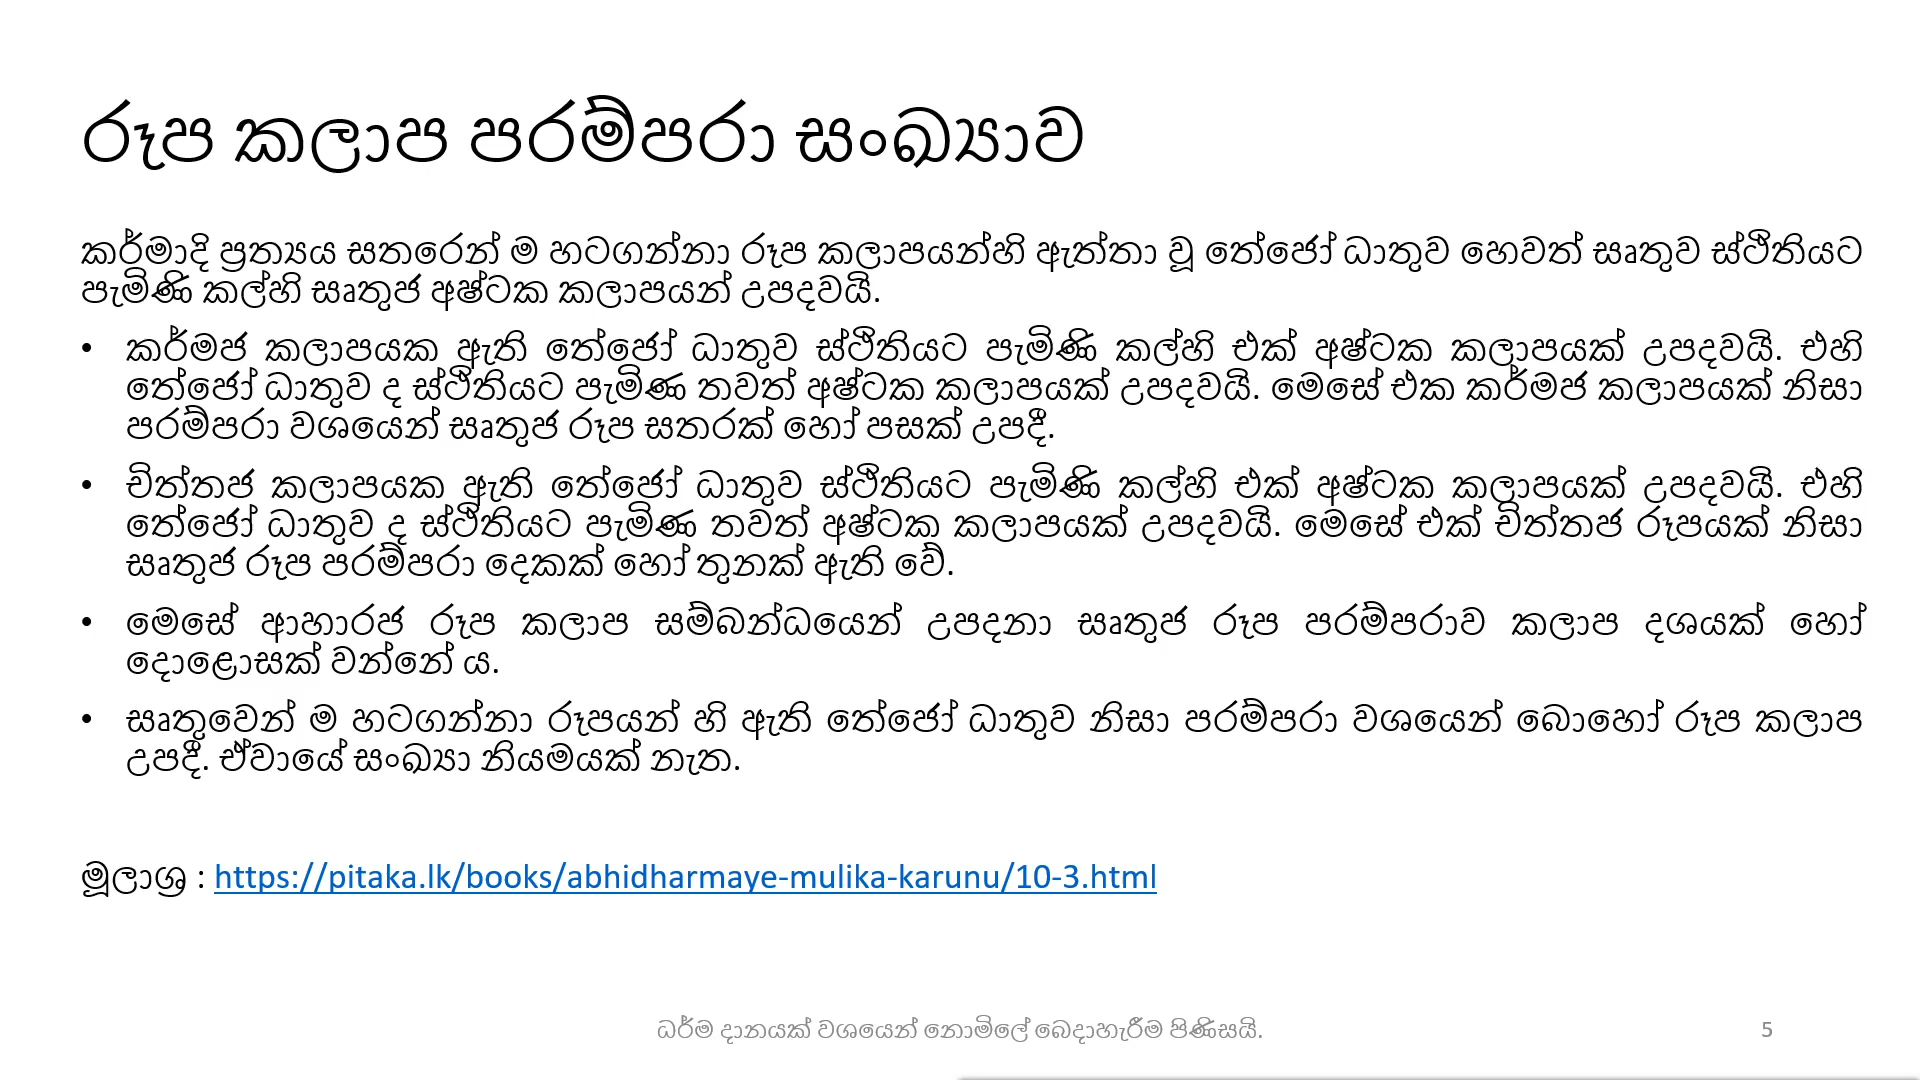 රූප කලාප පරම්පරා සංඛ්‍යාව
කර්මාදි ප්‍රත්‍යය සතරෙන් ම හටගන්නා රූප කලාපයන්හි ඇත්තා වූ තේජෝ ධාතුව හෙවත් සෘතුව ස්ථිතියට
පැමිණි කල්හි සෘතුජ අෂ්ටක කලාපයන් උපදවයි.
• කර්මජ කලාපයක ඇති තේජෝ ධාතුව ස්ථිතියට පැමිණි කල්හි එක් අෂ්ටක කලාපයක් උපදවයි. එහි
තේජෝ ධාතුව ද ස්ථිතියට පැමිණ තවත් අෂ්ටක කලාපයක් උපදවයි. මෙසේ එක කර්මජ කලාපයක් නිසා
පරම්පරා වශයෙන් සෘතුජ රූප සතරක් හෝ පසක් උපදී.
• චිත්තජ කලාපයක ඇති තේජෝ ධාතුව ස්ථිතියට පැමිණි කල්හි එක් අෂ්ටක කලාපයක් උපදවයි. එහි
තේජෝ ධාතුව ද ස්ථිතියට පැමිණ තවත් අෂ්ටක කලාපයක් උපදවයි. මෙසේ එක් චිත්තජ රූපයක් නිසා
සෘතුජ රූප පරම්පරා දෙකක් හෝ තුනක් ඇති වේ.
• මෙසේ ආහාරජ රූප කලාප සම්බන්ධයෙන් උපදනා සෘතුජ රූප පරම්පරාව කලාප දශයක් හෝ
දොළොසක් වන්නේ ය.
• සෘතුවෙන් ම හටගන්නා රූපයන් හි ඇති තේජෝ ධාතුව නිසා පරම්පරා වශයෙන් බොහෝ රූප කලාප
උපදී. ඒවායේ සංඛ්‍යා නියමයක් නැත.
මූලාශ්‍ර : https://pitaka.lk/books/abhidharmaye-mulika-karunu/10-3.html
ධර්ම දානයක් වශයෙන් නොමිලේ බෙදාහැරීම පිණිසයි.
5